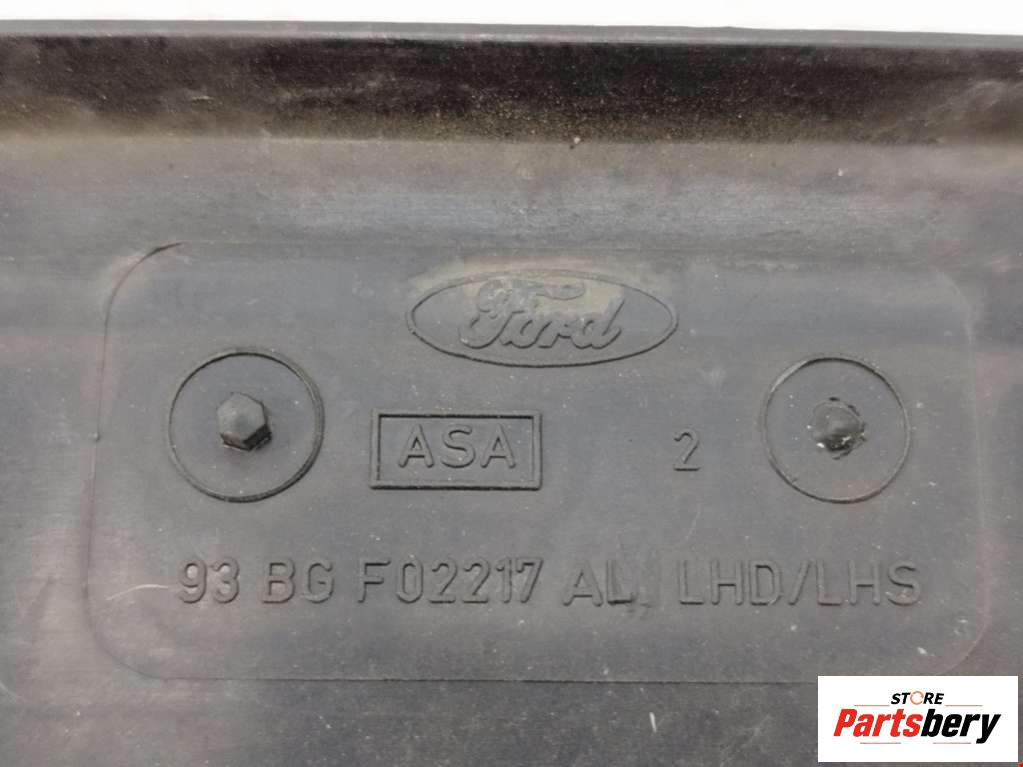 Ford
ASA 2
93 BG F02217 AL LHD/LHS
STORE
Partsbery